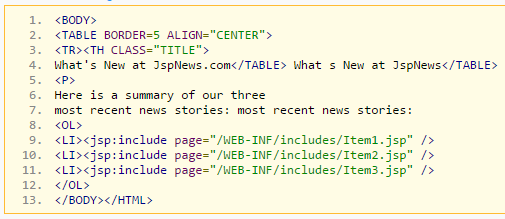 1. <BODY>
2. <TABLE BORDER=5 ALIGN="CENTER">
3. <TR><TH CLASS="TITLE">
4. What's New at JspNews.com</TABLE> What s New at JspNews</TABLE>
5. <P>
6. Here is a summary of our three
7. most recent news stories: most recent news stories:
8. <OL>
9. <LI><jsp:include page="/WEB-INF/includes/Item1.jsp" />
10. <LI><jsp:include page="/WEB-INF/includes/Item2.jsp" />
11. <LI><jsp:include page="/WEB-INF/includes/Item3.jsp" />
12. </OL>
13. </BODY></HTML>